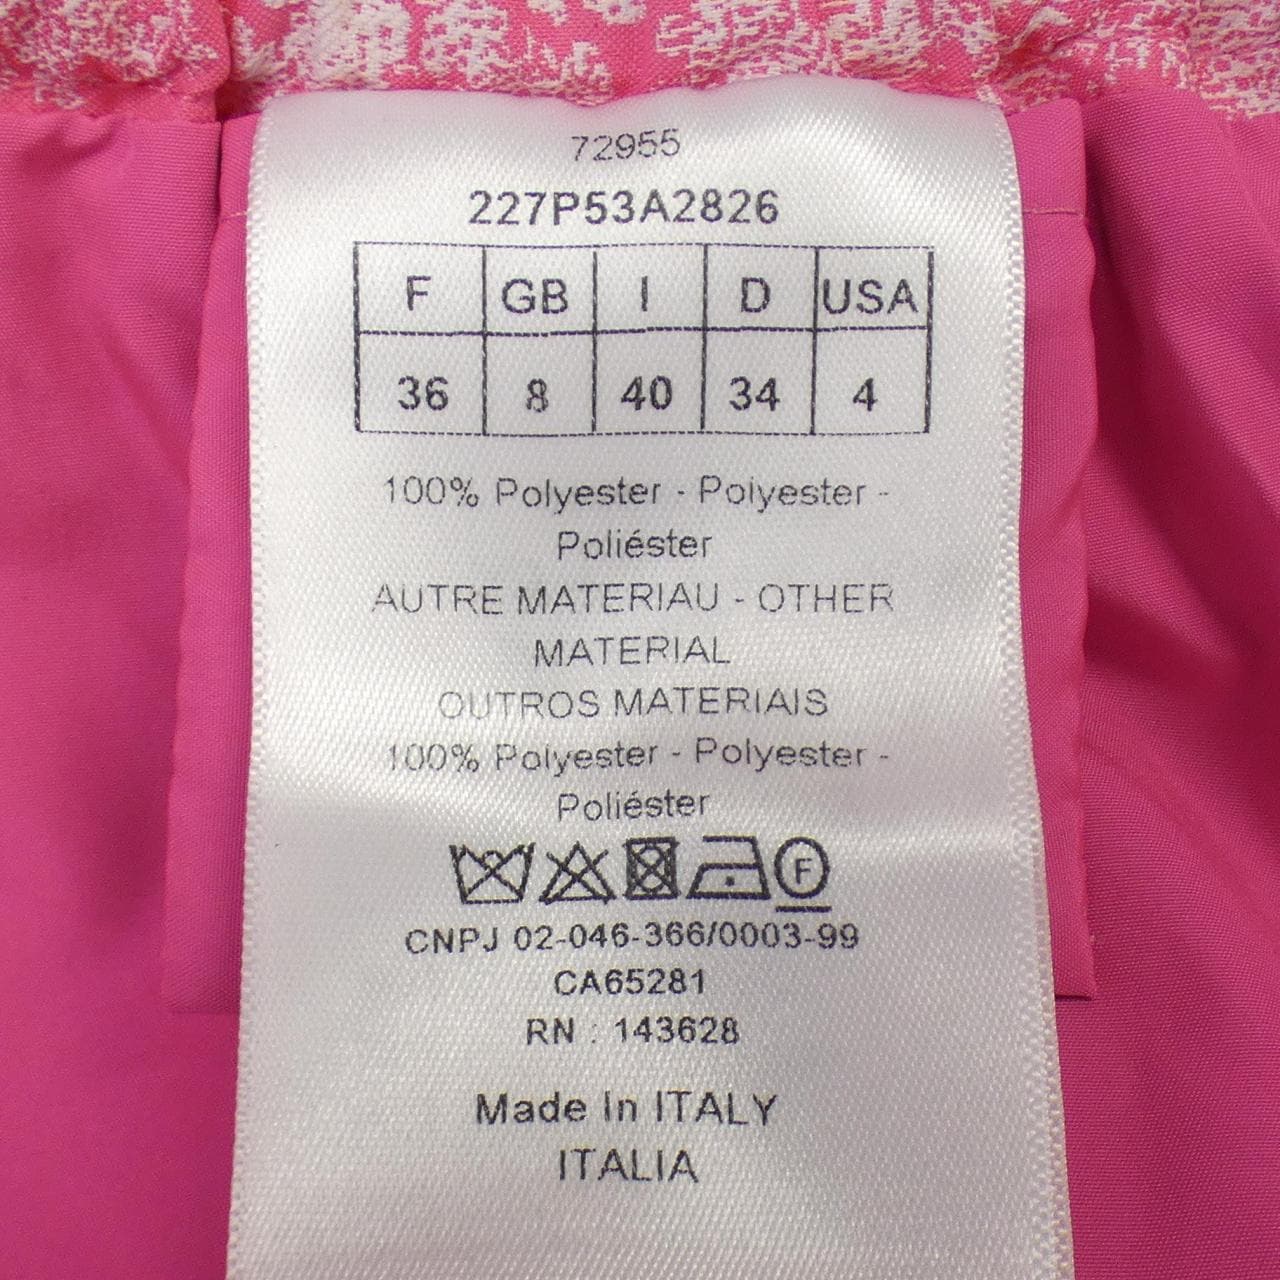 72955
227P53A2826
F GB I D USA
36 8 40 34 4
100% Polyester - Polyester -
Poliéster
AUTRE MATERIAU - OTHER
MATERIAL
OUTROS MATERIAIS
100% Polyester - Polyester -
Poliéster
F
CNPJ 02-046-366/0003-99
CA65281
RN : 143628
Made In ITALY
ITALIA